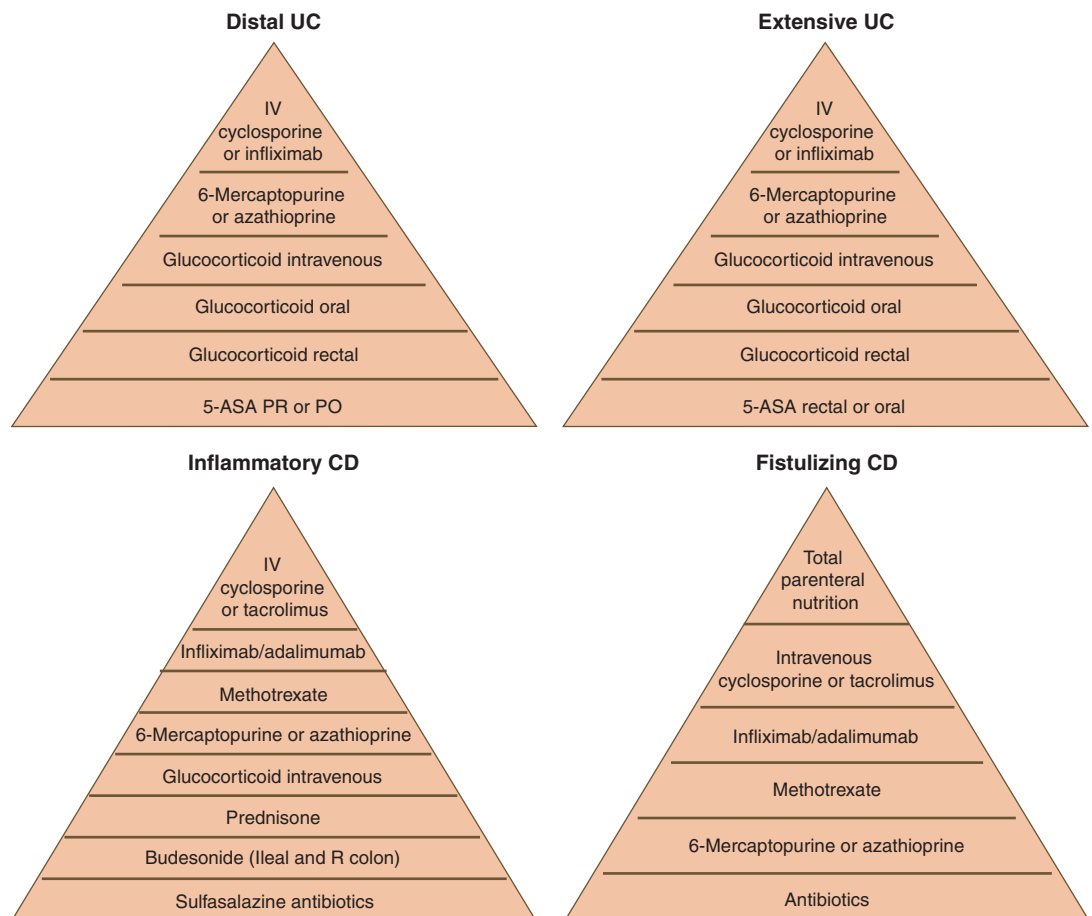 Distal UC
IV
cyclosporine
or infliximab
6-Mercaptopurine
or azathioprine
Glucocorticoid intravenous
Glucocorticoid oral
Glucocorticoid rectal
5-ASA PR or PO
Extensive UC
IV
cyclosporine
or infliximab
6-Mercaptopurine
or azathioprine
Glucocorticoid intravenous
Glucocorticoid oral
Glucocorticoid rectal
5-ASA rectal or oral
Inflammatory CD
IV
cyclosporine
or tacrolimus
Infliximab/adalimumab
Methotrexate
6-Mercaptopurine or azathioprine
Glucocorticoid intravenous
Prednisone
Budesonide (Ileal and R colon)
Sulfasalazine antibiotics
Fistulizing CD
Total
parenteral
nutrition
Intravenous
cyclosporine or tacrolimus
Infliximab/adalimumab
Methotrexate
6-Mercaptopurine or azathioprine
Antibiotics